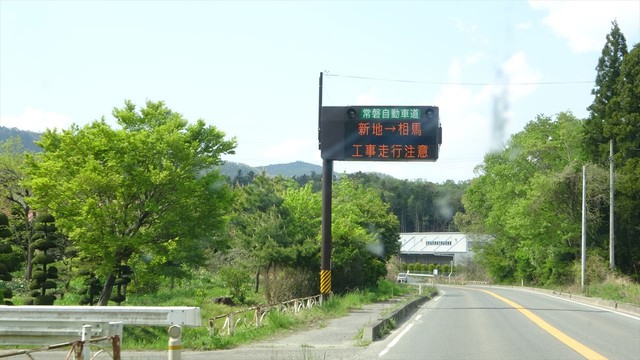 常磐自動車道
新地→相馬
工事走行注意